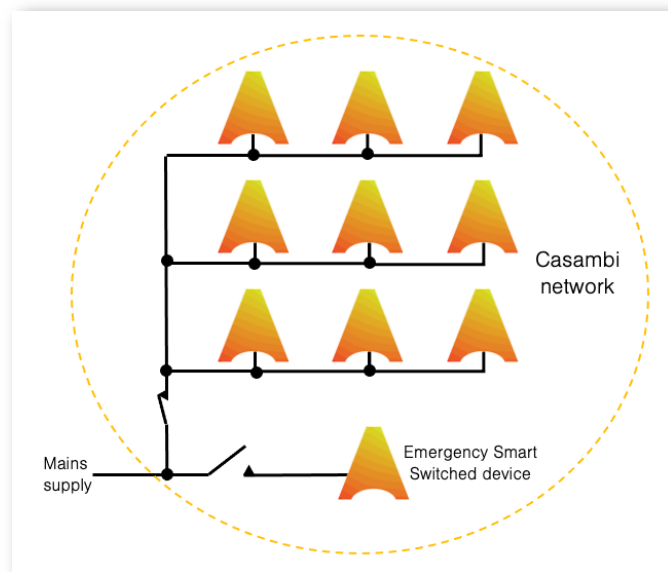 Casambi
network
Mains
supply
Emergency Smart
Switched device